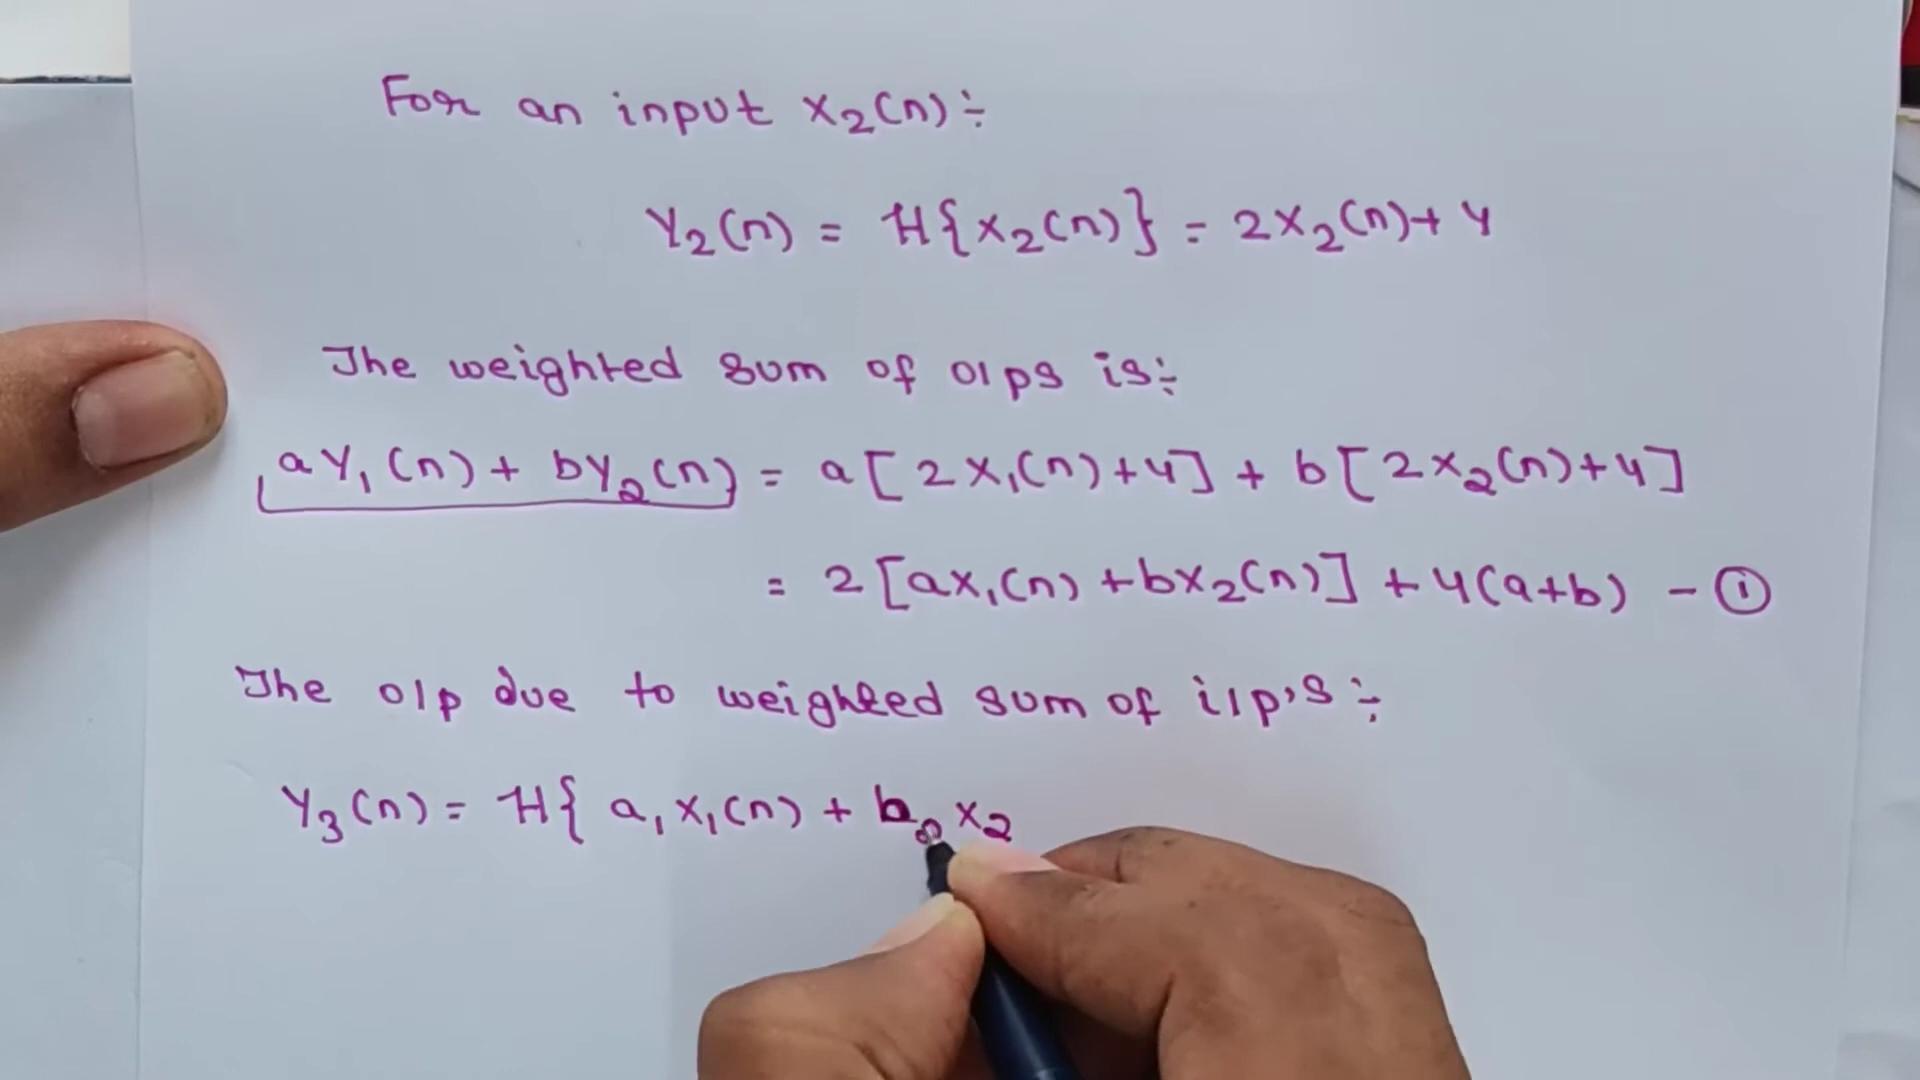 For an input x2(n):-
Y2(n) = H{x2(n)} = 2x2(n)+4
The weighted sum of o/ps is:-
aY1(n) + bY2(n) = a[2x1(n)+4] + b[2x2(n)+4]
= 2[ax1(n) +bx2(n)] + 4(a+b) - ①
The o/p due to weighted sum of i/p's:-
Y3(n) = H{ a1x1(n) + b x2